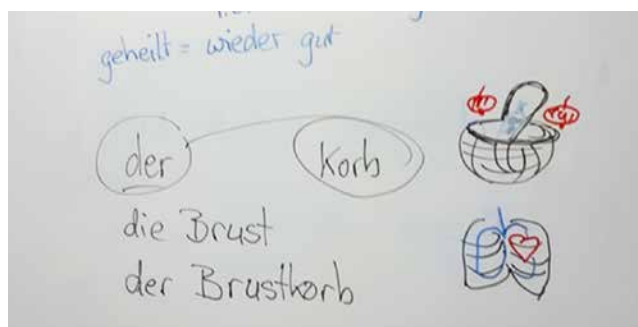 geheilt = wieder gut
der Korb
die Brust
der Brustkorb